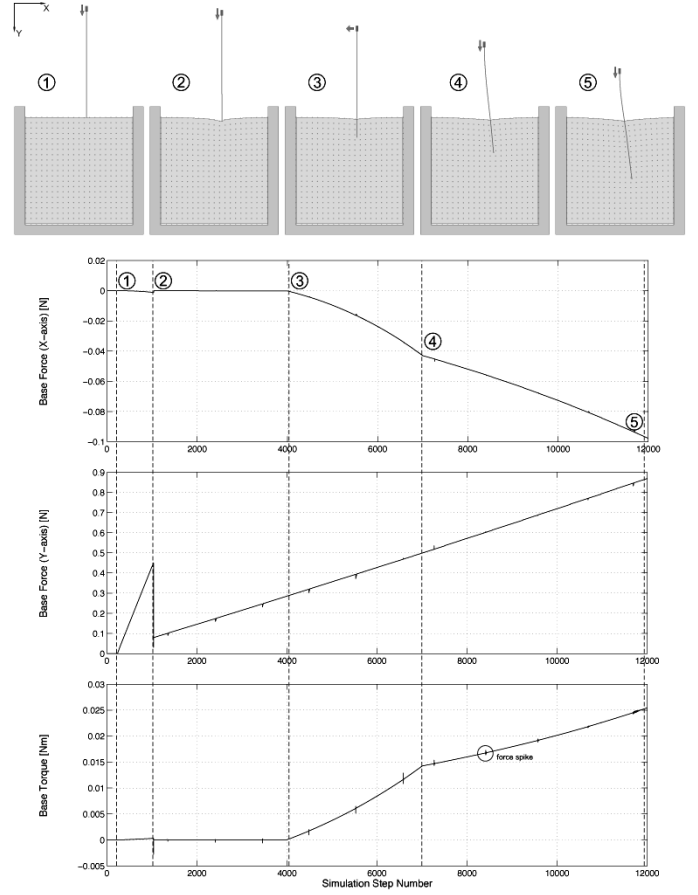 X
Y
① ② ③ ④ ⑤
0.02
0
−0.02
−0.04
−0.06
−0.08
−0.1
Base Force (X−axis) [N]
① ② ③ ④ ⑤
0 2000 4000 6000 8000 10000 12000
0.9
0.8
0.7
0.6
0.5
0.4
0.3
0.2
0.1
0
Base Force (Y−axis) [N]
0 2000 4000 6000 8000 10000 12000
0.03
0.025
0.02
0.015
0.01
0.005
0
−0.005
Base Torque [Nm]
force spike
0 2000 4000 6000 8000 10000 12000
Simulation Step Number